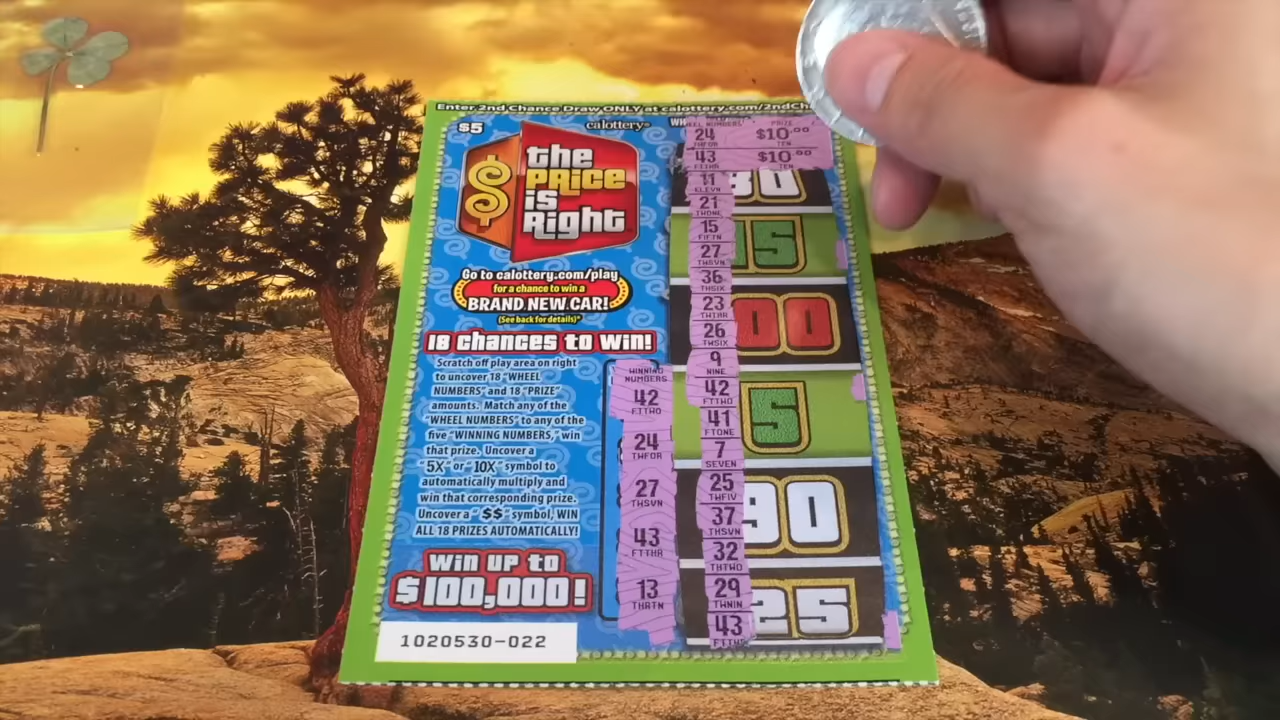 Enter 2nd Chance Draw ONLY at calottery.com/2ndCh
$5
calottery
the
PRICE
is
Right
$
Go to calottery.com/play
for a chance to win a
BRAND NEW CAR!
(See back for details)*
18 CHANCES TO WIN!
Scratch off play area on right
to uncover 18 "WHEEL
NUMBERS" and 18 "PRIZE"
amounts. Match any of the
"WHEEL NUMBERS" to any of the
five "WINNING NUMBERS," win
that prize. Uncover a
"5X" or "10X" symbol to
automatically multiply and
win that corresponding prize.
Uncover a "$$" symbol, WIN
ALL 18 PRIZES AUTOMATICALLY!
WIN UP TO
$100,000!
1020530-022
WINNING
NUMBERS
42
FTTWO
24
TWFOR
27
TWSVN
43
FTTHR
13
THRTN
PRIZE
24 $10.00
TWFOR TEN
43 $10.00
FTTHR TEN
11
ELEVN
21
TWONE
15
FIFTN
27
TWSVN
36
THSIX
23
TWTHR
26
TWSIX
9
NINE
42
FTTWO
41
FTONE
7
SEVEN
25
TWFIV
37
THSVN
32
THTWO
29
TWNIN
43
80
15
00
5
90
25